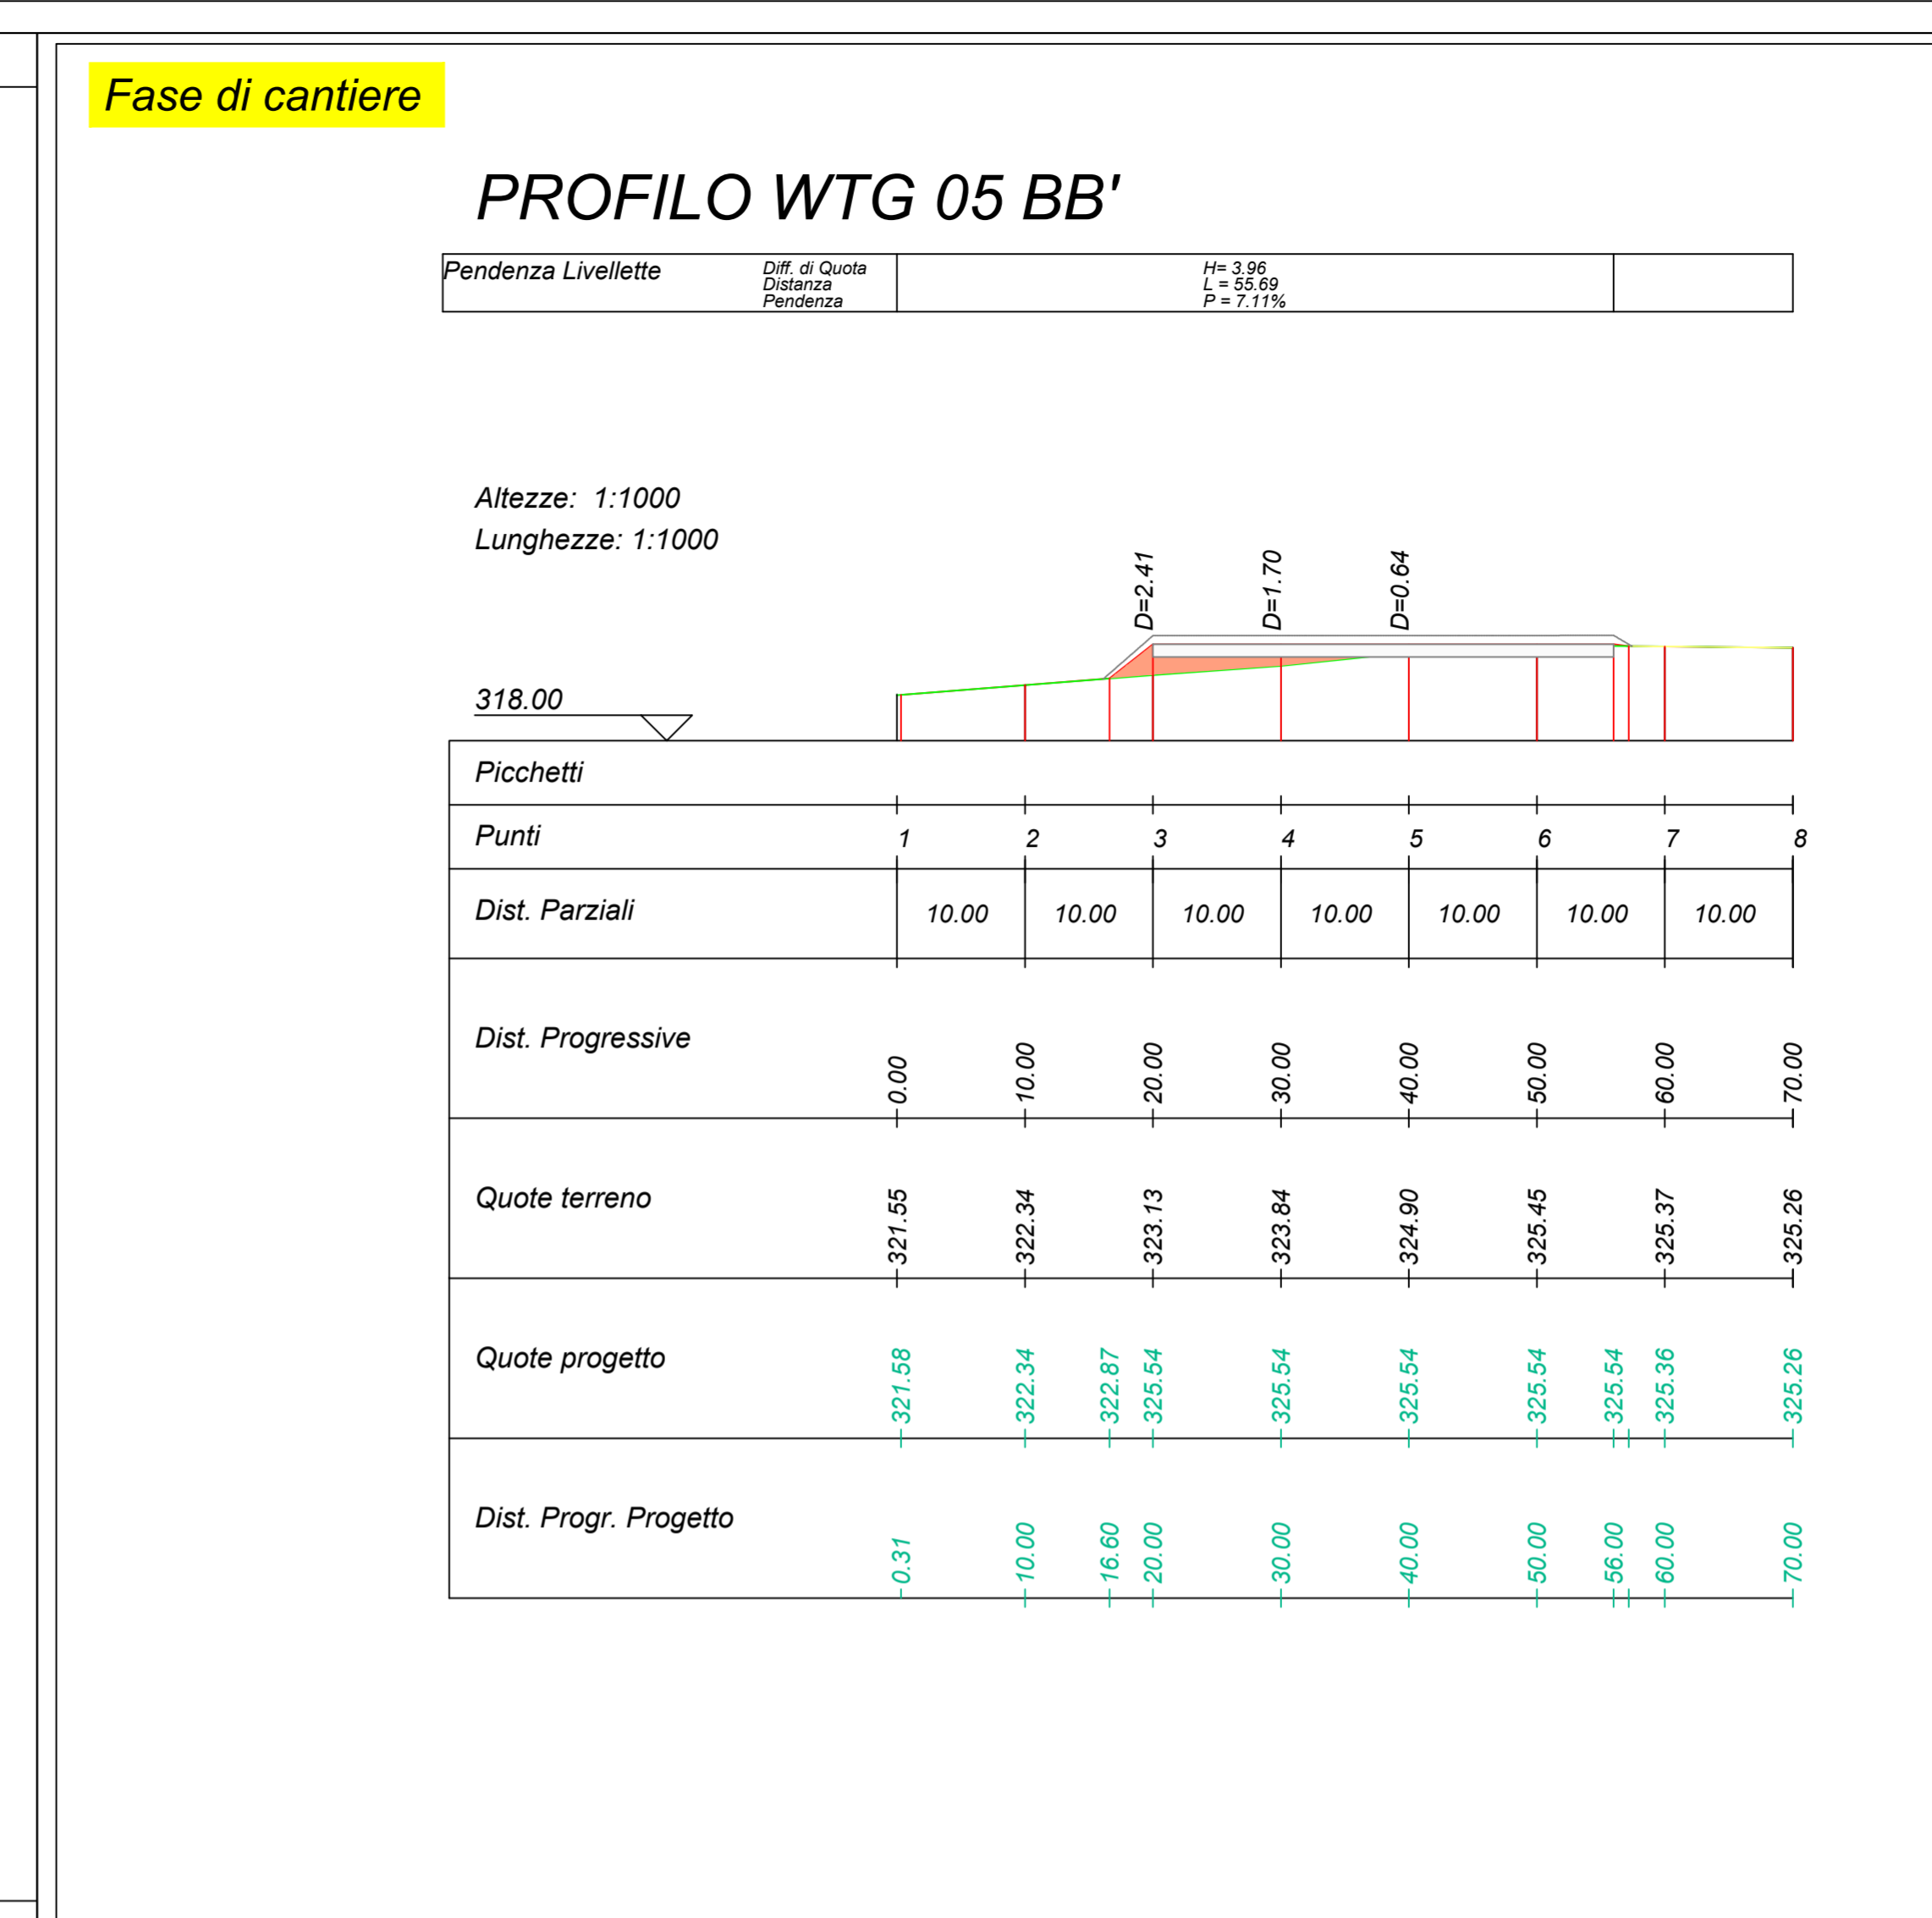 Fase di cantiere
PROFILO WTG 05 BB'
Pendenza Livellette
Diff. di Quota
Distanza
Pendenza
H= 3.96
L = 55.69
P = 7.11%
Altezze: 1:1000
Lunghezze: 1:1000
D=2.41 D=1.70 D=0.64
318.00
Picchetti
Punti 1 2 3 4 5 6 7 8
Dist. Parziali 10.00 10.00 10.00 10.00 10.00 10.00 10.00
Dist. Progressive 0.00 10.00 20.00 30.00 40.00 50.00 60.00 70.00
Quote terreno 321.55 322.34 323.13 323.84 324.90 325.45 325.37 325.26
Quote progetto 321.58 322.34 322.87 325.54 325.54 325.54 325.54 325.54 325.36 325.26
Dist. Progr. Progetto 0.31 10.00 16.60 20.00 30.00 40.00 50.00 56.00 60.00 70.00